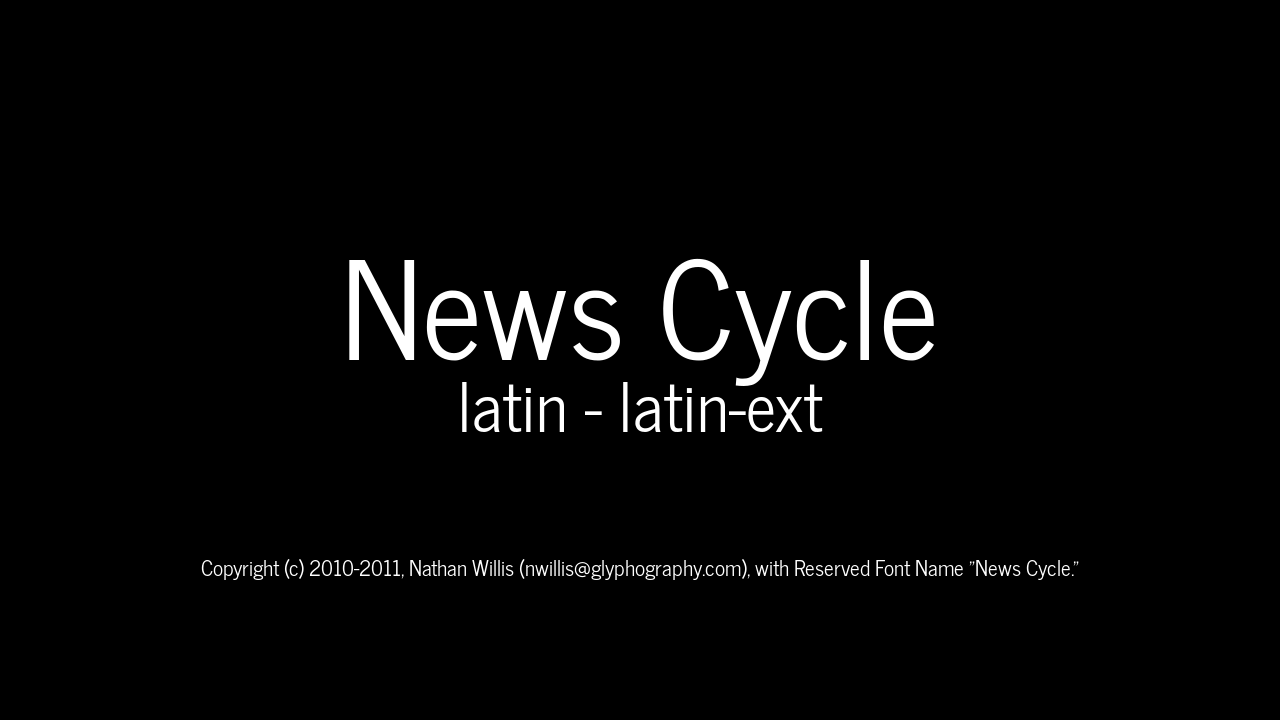 News Cycle
latin - latin-ext
Copyright (c) 2010-2011, Nathan Willis (nwillis@glyphography.com), with Reserved Font Name "News Cycle."